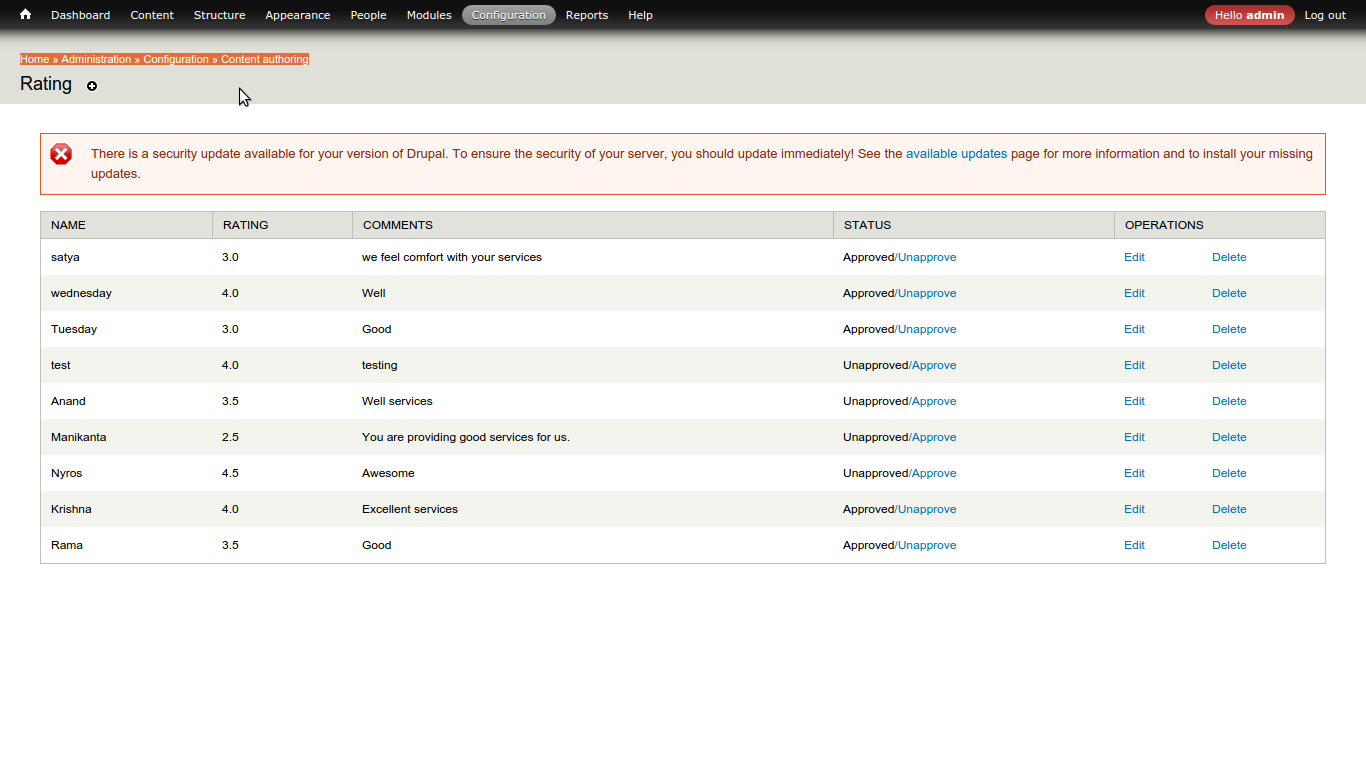 Dashboard Content Structure Appearance People Modules Configuration Reports Help Hello admin Log out
Home » Administration » Configuration » Content authoring
Rating
There is a security update available for your version of Drupal. To ensure the security of your server, you should update immediately! See the available updates page for more information and to install your missing
updates.
NAME RATING COMMENTS STATUS OPERATIONS
satya 3.0 we feel comfort with your services Approved/Unapprove Edit Delete
wednesday 4.0 Well Approved/Unapprove Edit Delete
Tuesday 3.0 Good Approved/Unapprove Edit Delete
test 4.0 testing Unapproved/Approve Edit Delete
Anand 3.5 Well services Unapproved/Approve Edit Delete
Manikanta 2.5 You are providing good services for us. Unapproved/Approve Edit Delete
Nyros 4.5 Awesome Unapproved/Approve Edit Delete
Krishna 4.0 Excellent services Approved/Unapprove Edit Delete
Rama 3.5 Good Approved/Unapprove Edit Delete